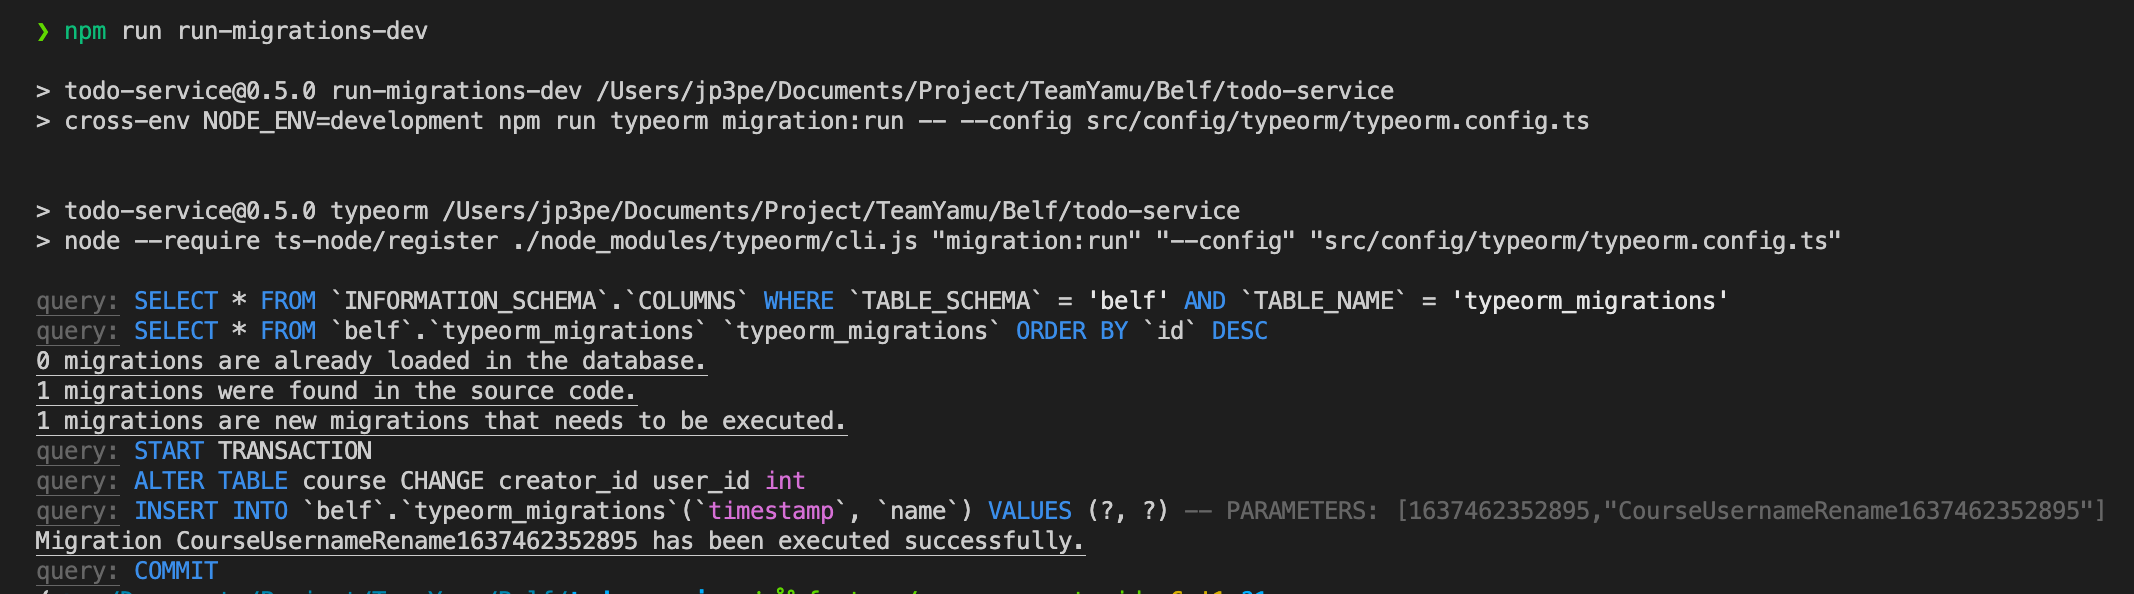 ❯ npm run run-migrations-dev
> todo-service@0.5.0 run-migrations-dev /Users/jp3pe/Documents/Project/TeamYamu/Belf/todo-service
> cross-env NODE_ENV=development npm run typeorm migration:run -- --config src/config/typeorm/typeorm.config.ts
> todo-service@0.5.0 typeorm /Users/jp3pe/Documents/Project/TeamYamu/Belf/todo-service
> node --require ts-node/register ./node_modules/typeorm/cli.js "migration:run" "--config" "src/config/typeorm/typeorm.config.ts"
query: SELECT * FROM `INFORMATION_SCHEMA`.`COLUMNS` WHERE `TABLE_SCHEMA` = 'belf' AND `TABLE_NAME` = 'typeorm_migrations'
query: SELECT * FROM `belf`.`typeorm_migrations` `typeorm_migrations` ORDER BY `id` DESC
0 migrations are already loaded in the database.
1 migrations were found in the source code.
1 migrations are new migrations that needs to be executed.
query: START TRANSACTION
query: ALTER TABLE course CHANGE creator_id user_id int
query: INSERT INTO `belf`.`typeorm_migrations`(`timestamp`, `name`) VALUES (?, ?) -- PARAMETERS: [1637462352895,"CourseUsernameRename1637462352895"]
Migration CourseUsernameRename1637462352895 has been executed successfully.
query: COMMIT